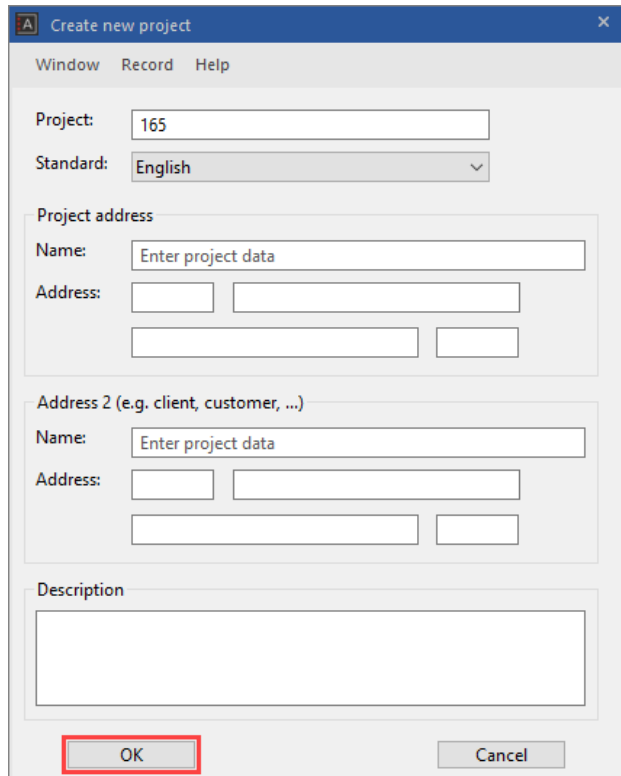 A Create new project ×
Window Record Help
Project: 165
Standard: English
Project address
Name: Enter project data
Address:
Address 2 (e.g. client, customer, ...)
Name: Enter project data
Address:
Description
OK Cancel